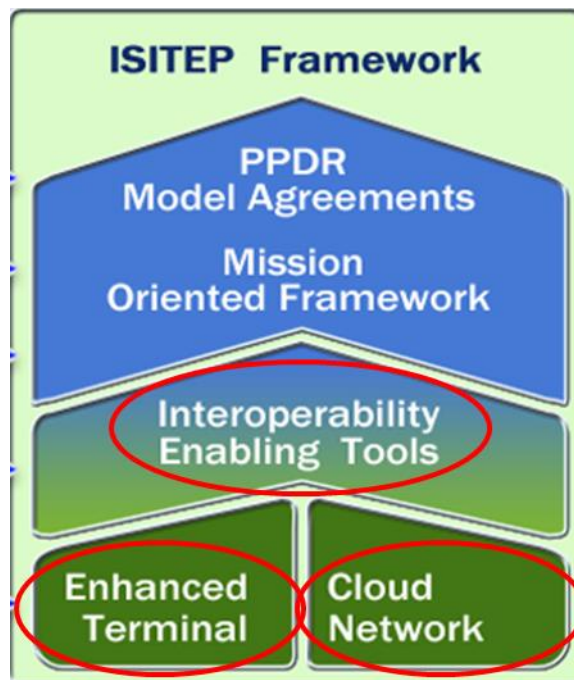 ISITEP Framework
PPDR
Model Agreements
Mission
Oriented Framework
Interoperability
Enabling Tools
Enhanced
Terminal
Cloud
Network